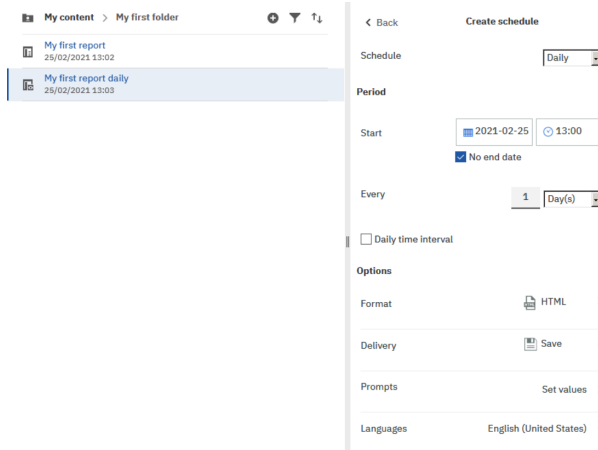 My content > My first folder
My first report
25/02/2021 13:02
My first report daily
25/02/2021 13:03
Back
Create schedule
Schedule
Daily
Period
Start
2021-02-25
13:00
No end date
Every
1
Day(s)
Daily time interval
Options
Format
HTML
Delivery
Save
Prompts
Set values
Languages
English (United States)